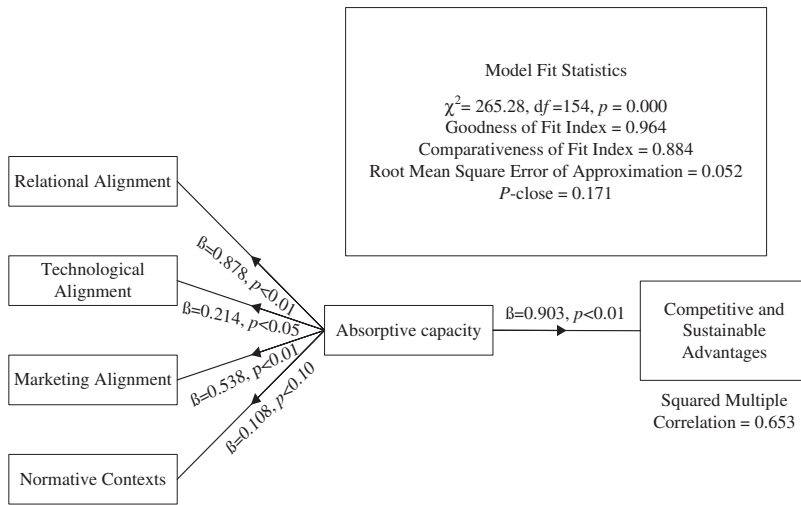 Model Fit Statistics
χ²= 265.28, df =154, p = 0.000
Goodness of Fit Index = 0.964
Comparativeness of Fit Index = 0.884
Root Mean Square Error of Approximation = 0.052
P-close = 0.171
Relational Alignment
Technological
Alignment
Marketing Alignment
Normative Contexts
ß=0.878, p<0.01
ß=0.214, p<0.05
ß=0.538, p<0.01
ß=0.108, p<0.10
Absorptive capacity
ß=0.903, p<0.01
Competitive and
Sustainable
Advantages
Squared Multiple
Correlation = 0.653